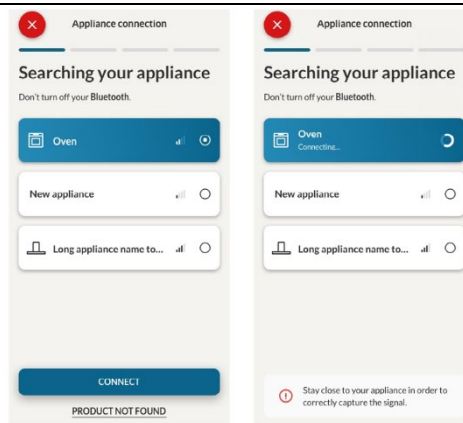 Appliance connection
Searching your appliance
Don't turn off your Bluetooth.
Oven
New appliance
Long appliance name to...
CONNECT
PRODUCT NOT FOUND
Appliance connection
Searching your appliance
Don't turn off your Bluetooth.
Oven
Connecting...
New appliance
Long appliance name to...
Stay close to your appliance in order to
correctly capture the signal.